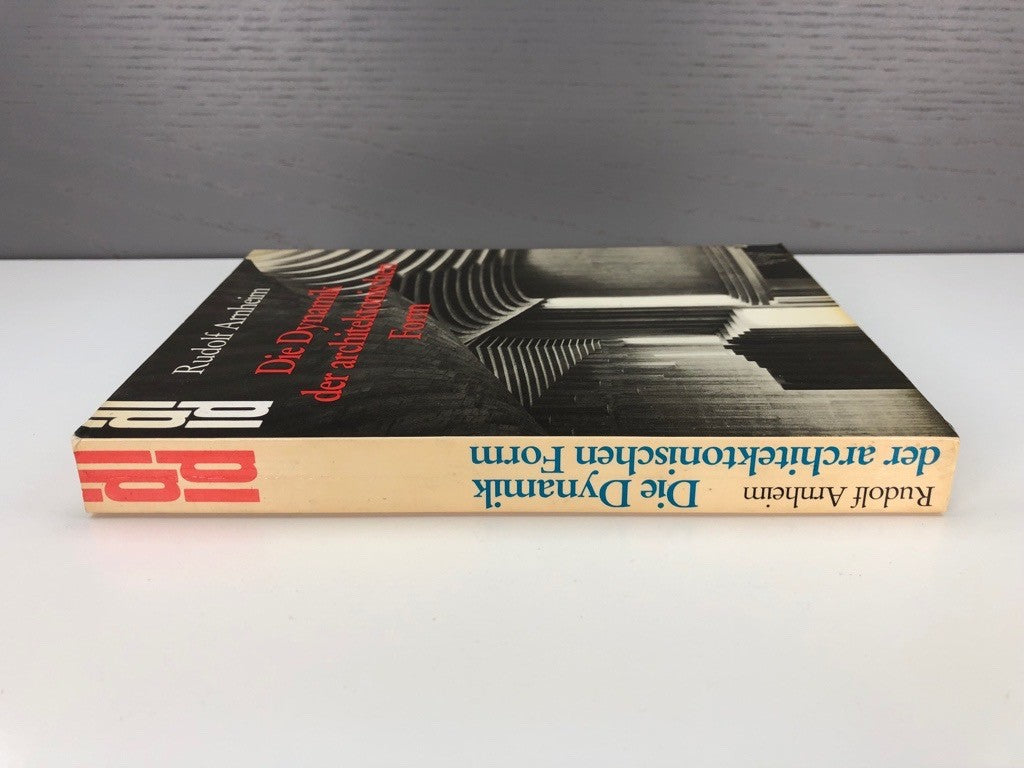 Rudolf Arnheim
Die Dynamik
der architektonischen
Form
Rudolf Arnheim
Die Dynamik
der architektonischen Form